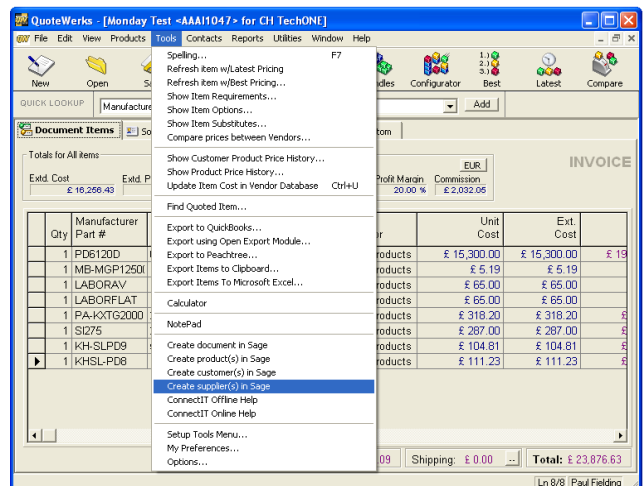 QuoteWerks - [Monday Test <AAAI1047> for CH TechONE]
File Edit View Products Tools Contacts Reports Utilities Window Help
New Open Configurator Best Latest Compare
QUICK LOOKUP Manufacture Add
Document Items
Totals for All items
EUR
INVOICE
Extd. Cost Extd. P Profit Margin Commission
£ 16,256.43 20.00 % £ 2,032.05
Spelling... F7
Refresh item w/Latest Pricing
Refresh item w/Best Pricing...
Show Item Requirements...
Show Item Options...
Show Item Substitutes...
Compare prices between Vendors...
Show Customer Product Price History...
Show Product Price History...
Update Item Cost in Vendor Database Ctrl+U
Find Quoted Item...
Export to QuickBooks...
Export using Open Export Module...
Export to Peachtree...
Export Items to Clipboard...
Export Items To Microsoft Excel...
Calculator
NotePad
Create document in Sage
Create product(s) in Sage
Create customer(s) in Sage
Create supplier(s) in Sage
ConnectIT Offline Help
ConnectIT Online Help
Setup Tools Menu...
My Preferences...
Options...
Qty Manufacturer Part # Unit Cost Ext. Cost
1 PD6120D roducts £ 15,300.00 £ 15,300.00 £ 19
1 MB-MGP1250( roducts £ 5.19 £ 5.19
1 LABORAV roducts £ 65.00 £ 65.00
1 LABORFLAT roducts £ 65.00 £ 65.00
1 PA-KXTG2000 roducts £ 318.20 £ 318.20 £
1 SI275 roducts £ 287.00 £ 287.00 £
1 KH-SLPD9 roducts £ 104.81 £ 104.81 £
1 KHSL-PD8 roducts £ 111.23 £ 111.23 £
09 Shipping: £ 0.00 Total: £ 23,876.63
Ln 8/8 Paul Fielding